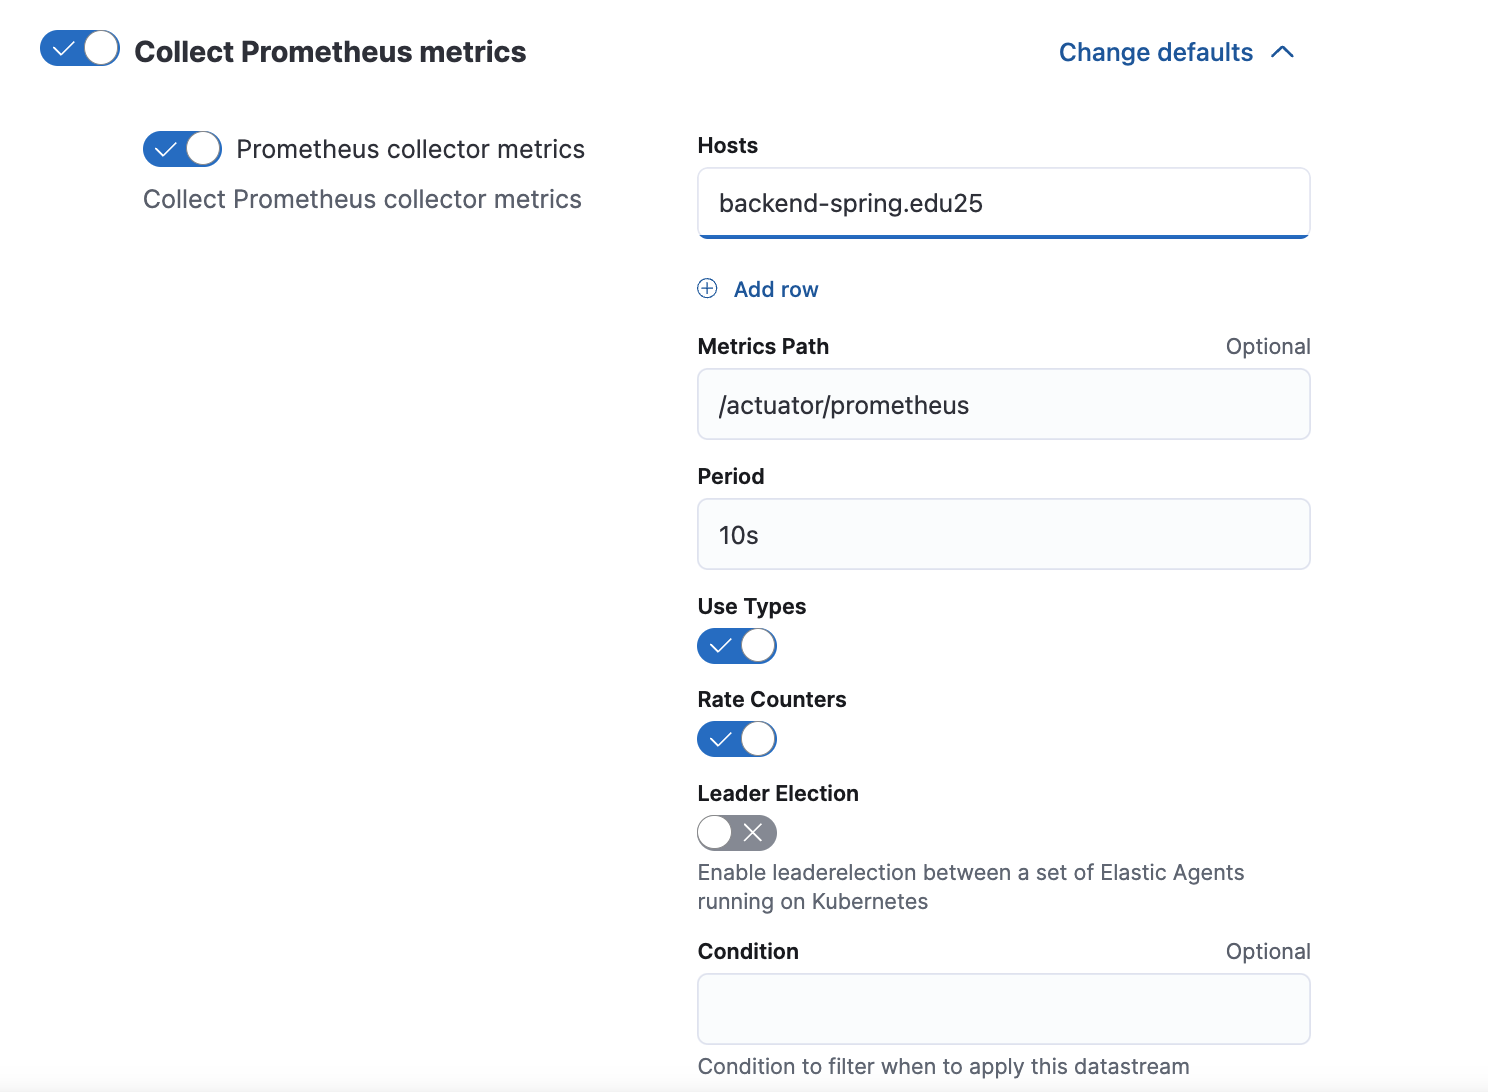 Collect Prometheus metrics
Change defaults
Prometheus collector metrics
Collect Prometheus collector metrics
Hosts
backend-spring.edu25
Add row
Metrics Path
Optional
/actuator/prometheus
Period
10s
Use Types
Rate Counters
Leader Election
Enable leaderelection between a set of Elastic Agents
running on Kubernetes
Condition
Optional
Condition to filter when to apply this datastream